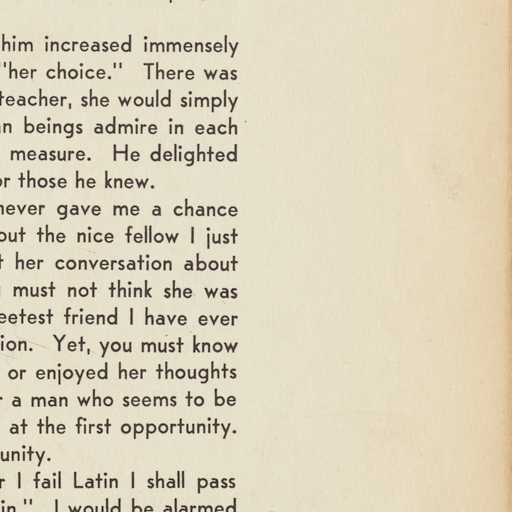 him increased immensely
"her choice." There was
teacher, she would simply
beings admire in each
measure. He delighted
or those he knew.
never gave me a chance
out the nice fellow I just
her conversation about
must not think she was
eetest friend I have ever
ion. Yet, you must know
or enjoyed her thoughts
a man who seems to be
at the first opportunity.
unity.
I fail Latin I shall pass
in." I would be alarmed